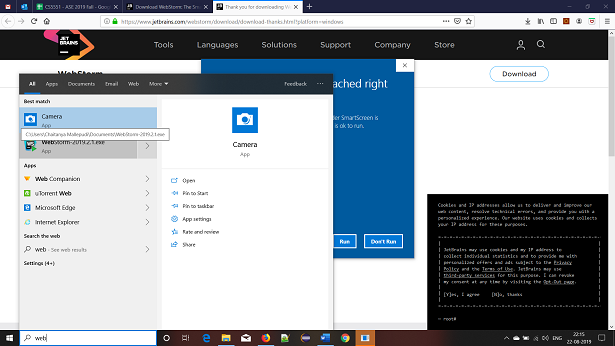 CS5551 - ASE 2019 Fall - Goo
Download WebStorm: The Sm
Thank you for downloading W
https://www.jetbrains.com/webstorm/download/download-thanks.html?platform=windows
JET
BRAINS
Tools Languages Solutions Support Company Store
WebStorm
Download
All Apps Documents Email Web More Feedback ...
ached right
Best match
Camera
App
C:\Users\Chaitanya Mallepudi\Documents\WebStorm-2019.2.1.exe
WebStorm-2019.2.1.exe
App
Camera
App
der SmartScreen is
is ok to run.
Apps
Web Companion
uTorrent Web
Microsoft Edge
Internet Explorer
Search the web
web - See web results
Settings (4+)
Open
Pin to Start
Pin to taskbar
App settings
Rate and review
Share
Run Don't Run
Cookies and IP addresses allow us to deliver and improve our
web content, resolve technical errors, and provide you with a
personalized experience. Our website uses cookies and collects
your IP address for these purposes.
JetBrains may use cookies and my IP address to
collect individual statistics and to provide me with
personalized offers and ads subject to the Privacy
Policy and the Terms of Use. JetBrains may use
third-party services for this purpose. I can revoke
my consent at any time by visiting the Opt-Out page.
[Y]es, I agree [N]o, thanks
~ root#
web
ENG
22:15
22-08-2019